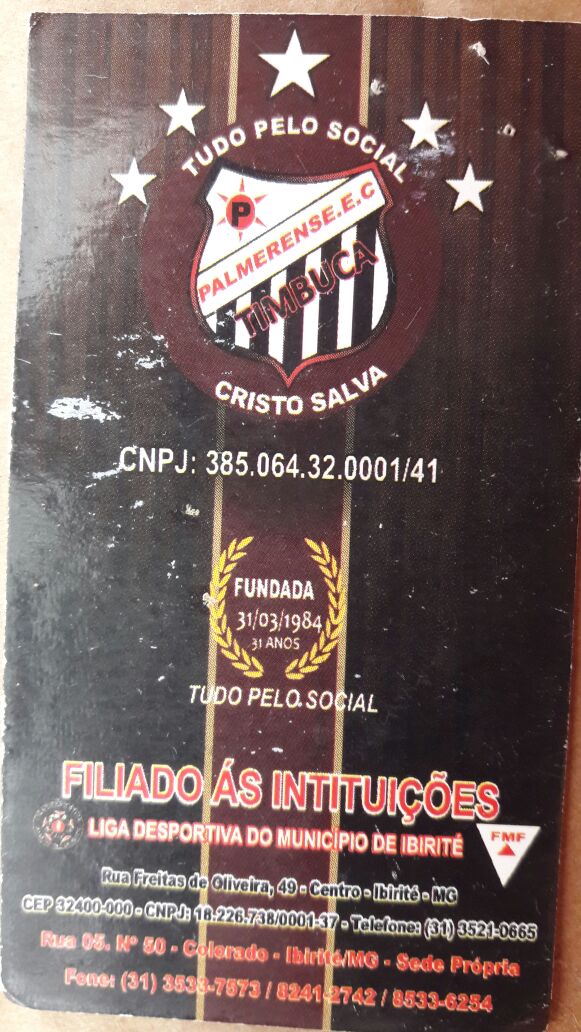 TUDO PELO SOCIAL
P
PALMERENSE.E.C
TIMBUCA
CRISTO SALVA
CNPJ: 385.064.32.0001/41
FUNDADA
31/03/1984
31 ANOS
TUDO PELO SOCIAL
FILIADO ÁS INTITUIÇÕES
LIGA DESPORTIVA DO MUNICÍPIO DE IBIRITÉ
FMF
Rua Freitas de Oliveira, 49 - Centro - Ibirité - MG
CEP 32400-000 - CNPJ: 18.226.738/0001-37 - Telefone: (31) 3521-0665
Rua 05. Nº 50 - Colorado - Ibirité/MG - Sede Própria
Fone: (31) 3533-7573 / 8241-2742 / 8533-6254